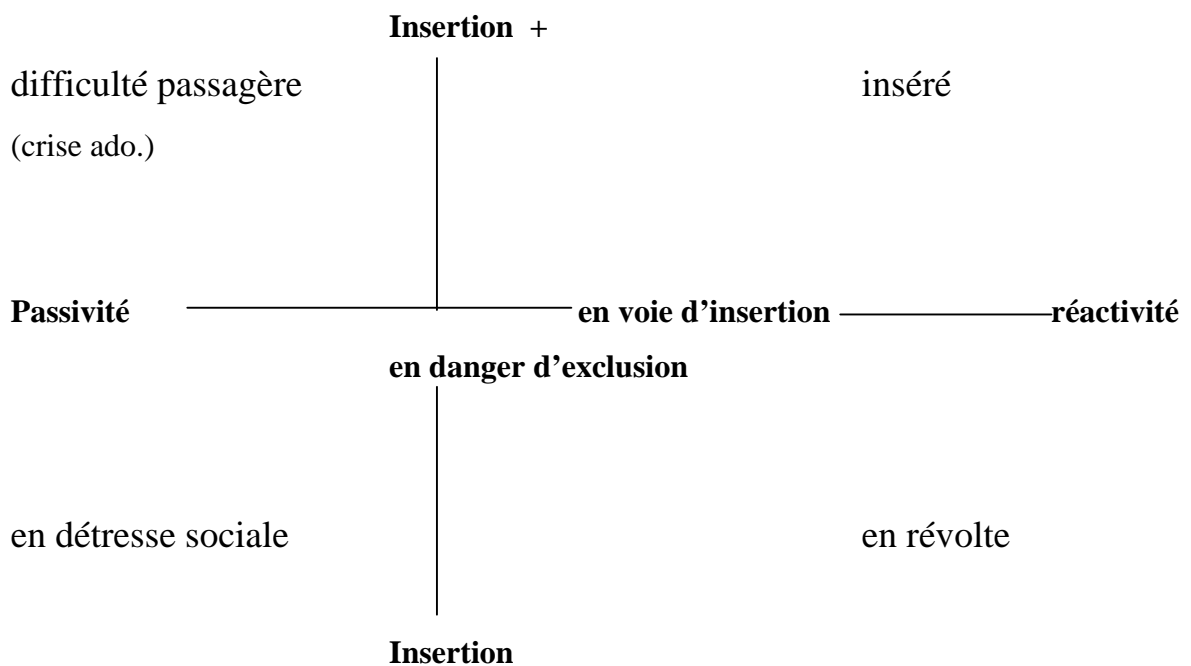 Insertion +
difficulté passagère inséré
(crise ado.)
Passivité en voie d’insertion réactivité
en danger d’exclusion
en détresse sociale en révolte
Insertion